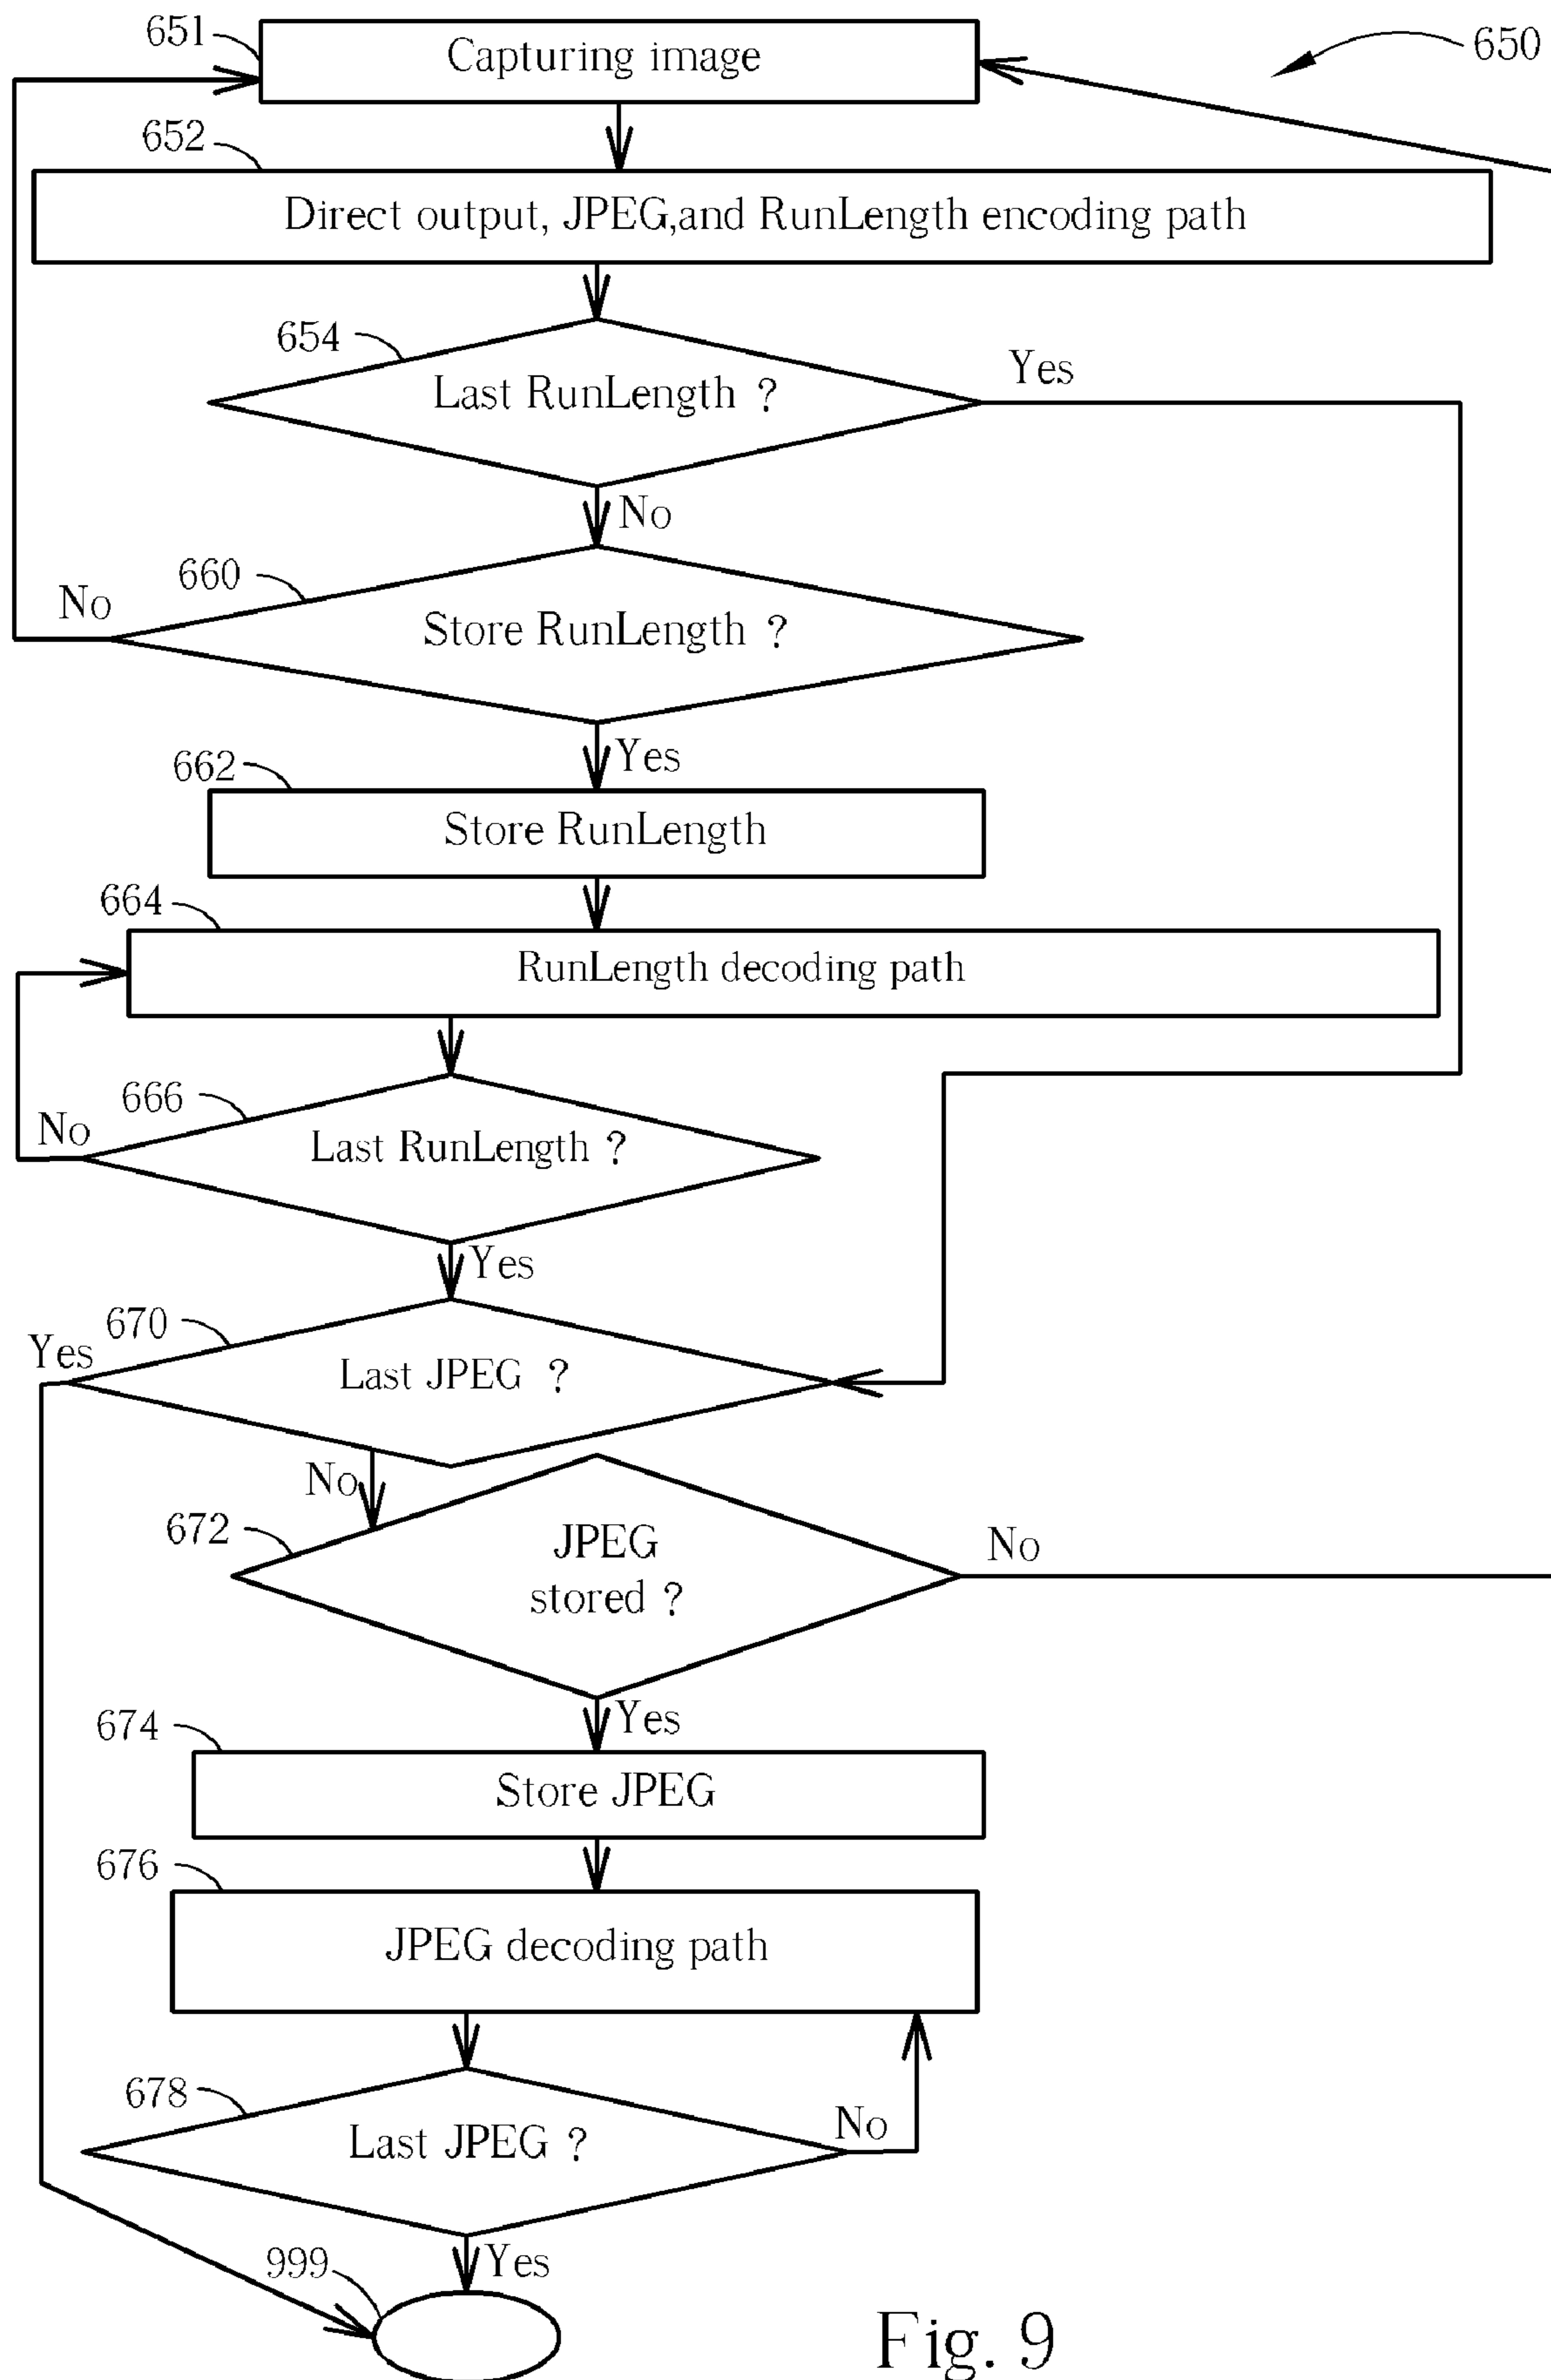 651
Capturing image
650
652
Direct output, JPEG,and RunLength encoding path
654
Last RunLength ?
Yes
No
660
No
Store RunLength ?
Yes
662
Store RunLength
664
RunLength decoding path
666
No
Last RunLength ?
Yes
670
Yes
Last JPEG ?
No
672
JPEG
stored ?
No
Yes
674
Store JPEG
676
JPEG decoding path
678
Last JPEG ?
No
Yes
999
Fig. 9